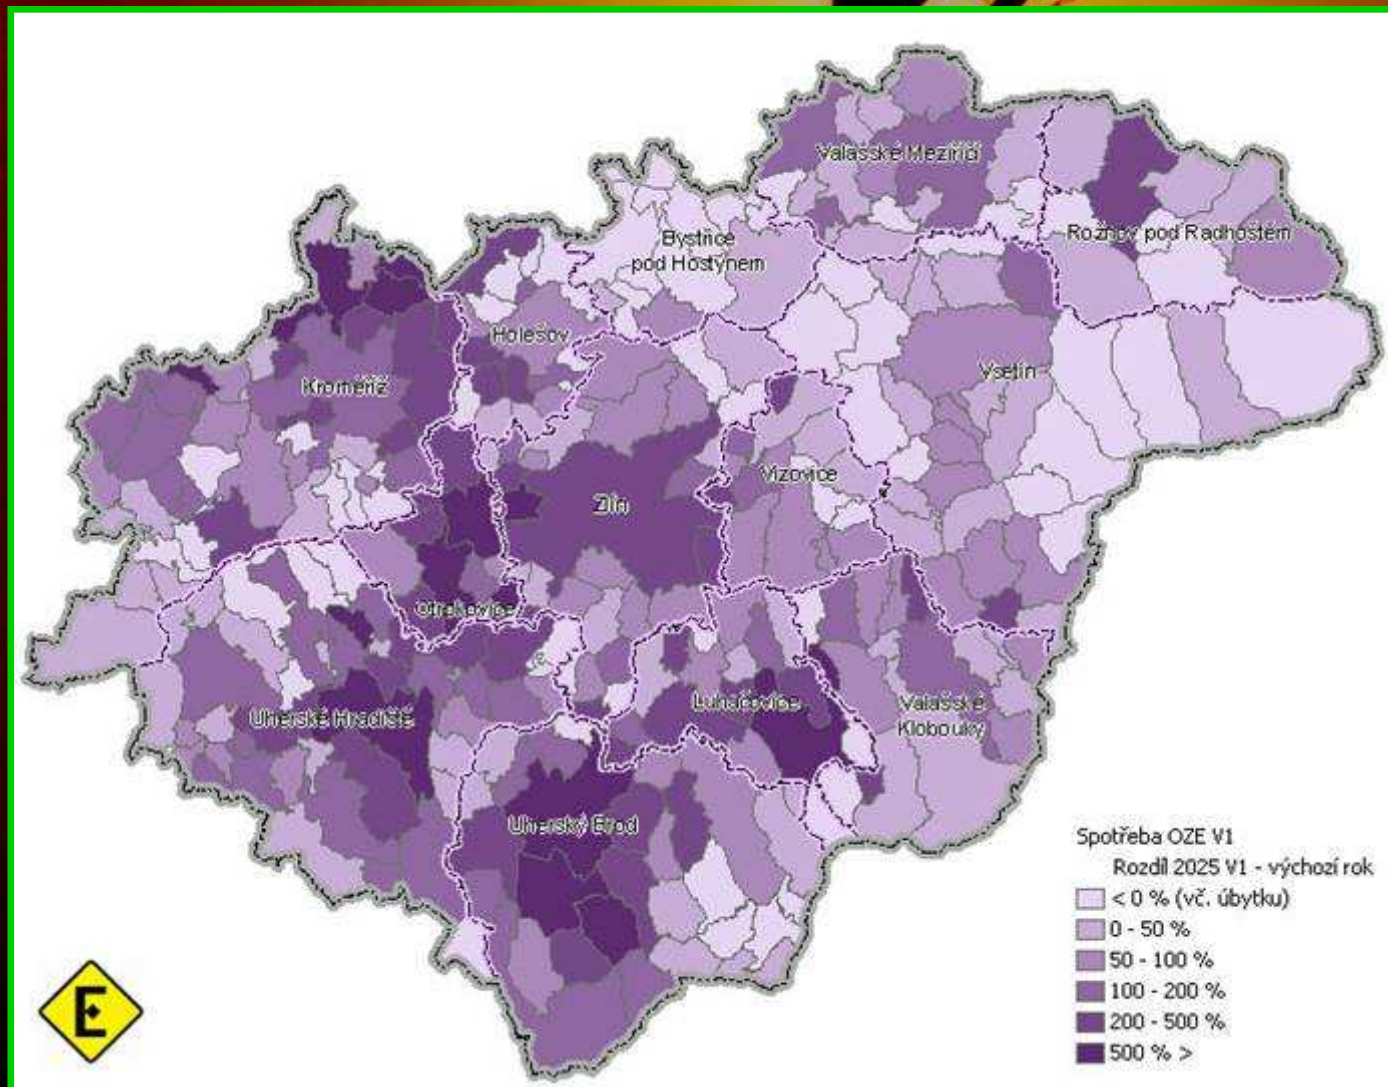 Valašské Meziříčí
Rožnov pod Radhoštěm
Bystřice
pod Hostýnem
Holešov
Kroměříž
Vsetín
Vizovice
Zlín
Otrokovice
Luhačovice
Valašské
Klobouky
Uherské Hradiště
Uherský Brod
Spotřeba OZE V1
Rozdíl 2025 V1 - výchozí rok
< 0 % (vč. úbytku)
0 - 50 %
50 - 100 %
100 - 200 %
200 - 500 %
500 % >
E